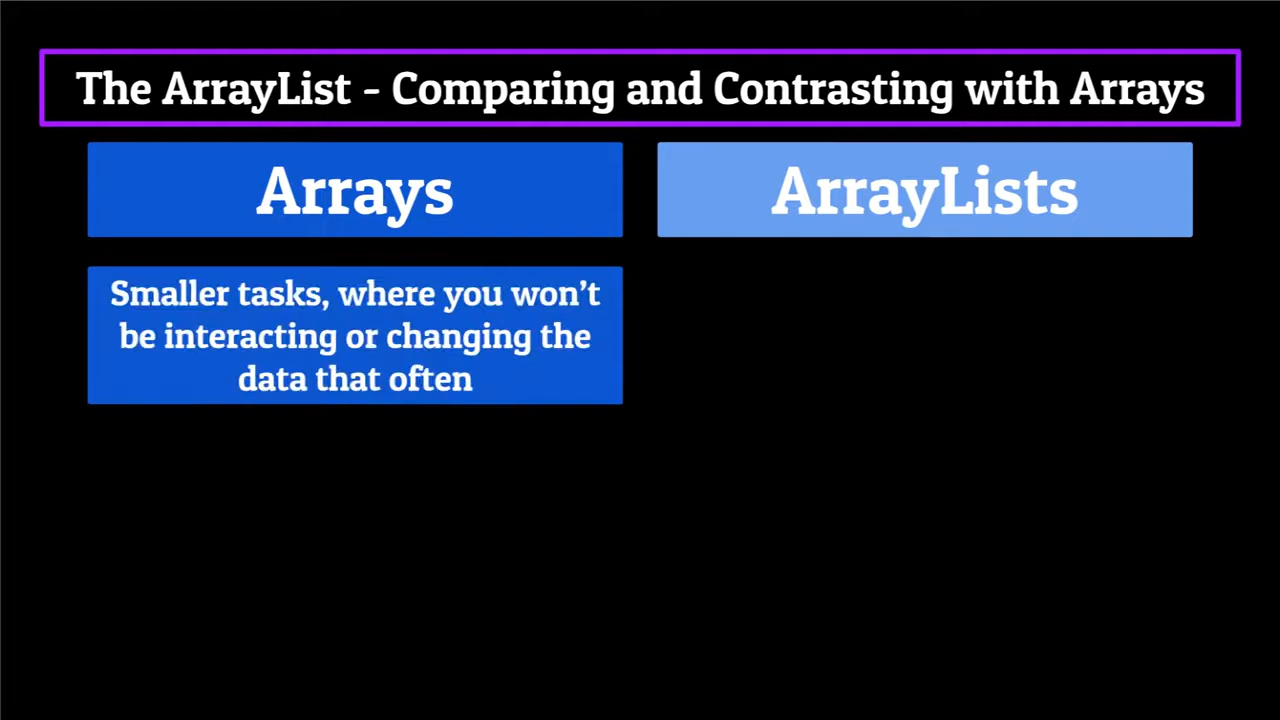 The ArrayList - Comparing and Contrasting with Arrays
Arrays
ArrayLists
Smaller tasks, where you won’t
be interacting or changing the
data that often